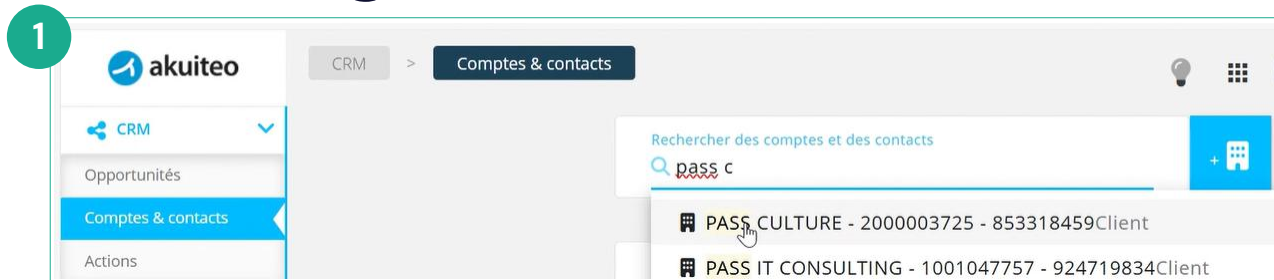 1
akuiteo
CRM > Comptes & contacts
CRM
Opportunités
Comptes & contacts
Actions
Rechercher des comptes et des contacts
pass c
+
PASS CULTURE - 2000003725 - 853318459Client
PASS IT CONSULTING - 1001047757 - 924719834Client